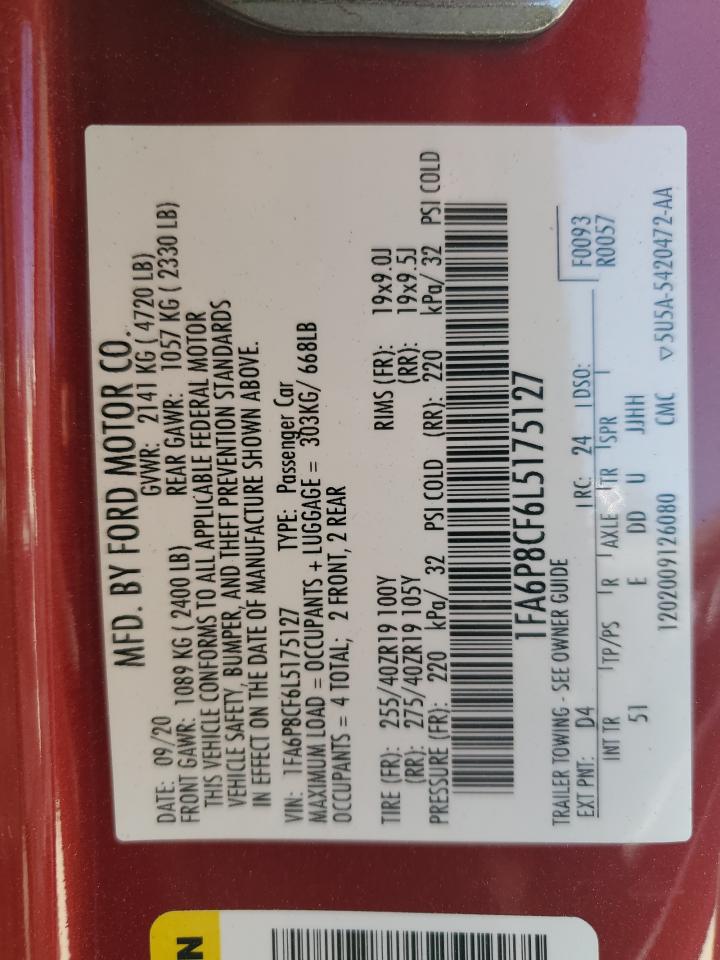 MFD. BY FORD MOTOR CO.
DATE: 09/20 GVWR: 2141 KG ( 4720 LB)
FRONT GAWR: 1089 KG ( 2400 LB) REAR GAWR: 1057 KG ( 2330 LB)
THIS VEHICLE CONFORMS TO ALL APPLICABLE FEDERAL MOTOR
VEHICLE SAFETY, BUMPER, AND THEFT PREVENTION STANDARDS
IN EFFECT ON THE DATE OF MANUFACTURE SHOWN ABOVE.
VIN: 1FA6P8CF6L5175127 TYPE: Passenger Car
MAXIMUM LOAD = OCCUPANTS + LUGGAGE = 303KG/ 668LB
OCCUPANTS = 4 TOTAL; 2 FRONT, 2 REAR
TIRE (FR): 255/40ZR19 100Y RIMS (FR): 19x9.0J
(RR): 275/40ZR19 105Y (RR): 19x9.5J
PRESSURE (FR): 220 kPa/ 32 PSI COLD (RR): 220 kPa/ 32 PSI COLD
1FA6P8CF6L5175127
TRAILER TOWING - SEE OWNER GUIDE F0093
EXT PNT: D4 RC: 24 DSO: R0057
INT TR TP/PS R AXLE TR SPR
51 E DD U JJHH
1202009126080 CMC ▽5U5A-5420472-AA
N